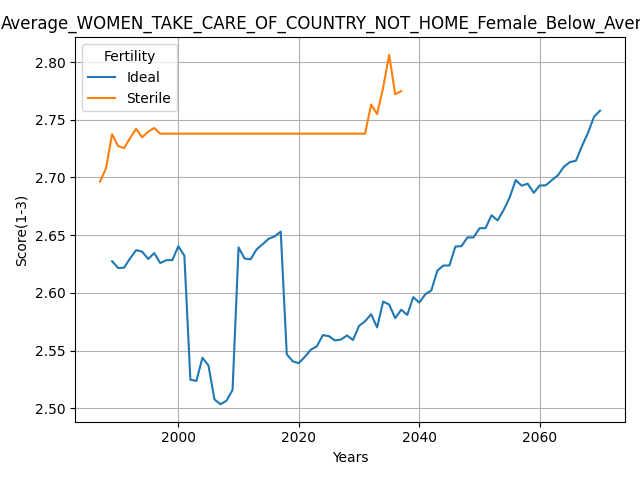 Average_WOMEN_TAKE_CARE_OF_COUNTRY_NOT_HOME_Female_Below_Aver
Fertility
Ideal
Sterile
2.80
2.75
2.70
2.65
2.60
2.55
2.50
Score(1-3)
2000 2020 2040 2060
Years